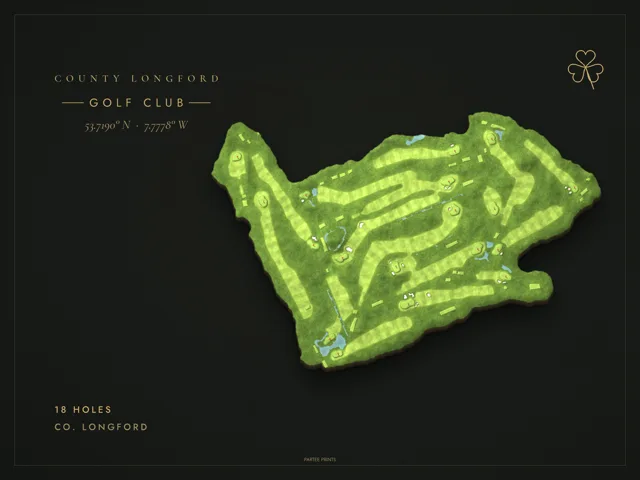 COUNTY LONGFORD
GOLF CLUB
53.7190° N · 7.7778° W
18 HOLES
CO. LONGFORD
PARTEE PRINTS